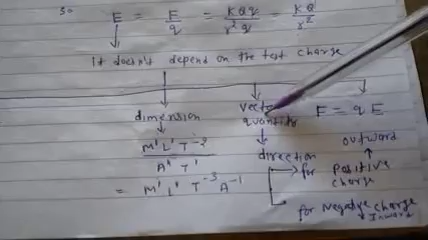 So
E = F/q = KQq/r²q = KQ/r²
it doesn't depend on the test charge
dimension
vector quantity
F = qE
M¹L¹T⁻²/A¹T¹
= M¹L¹T⁻³A⁻¹
direction
outward
for positive charge
for Negative charge
Inward